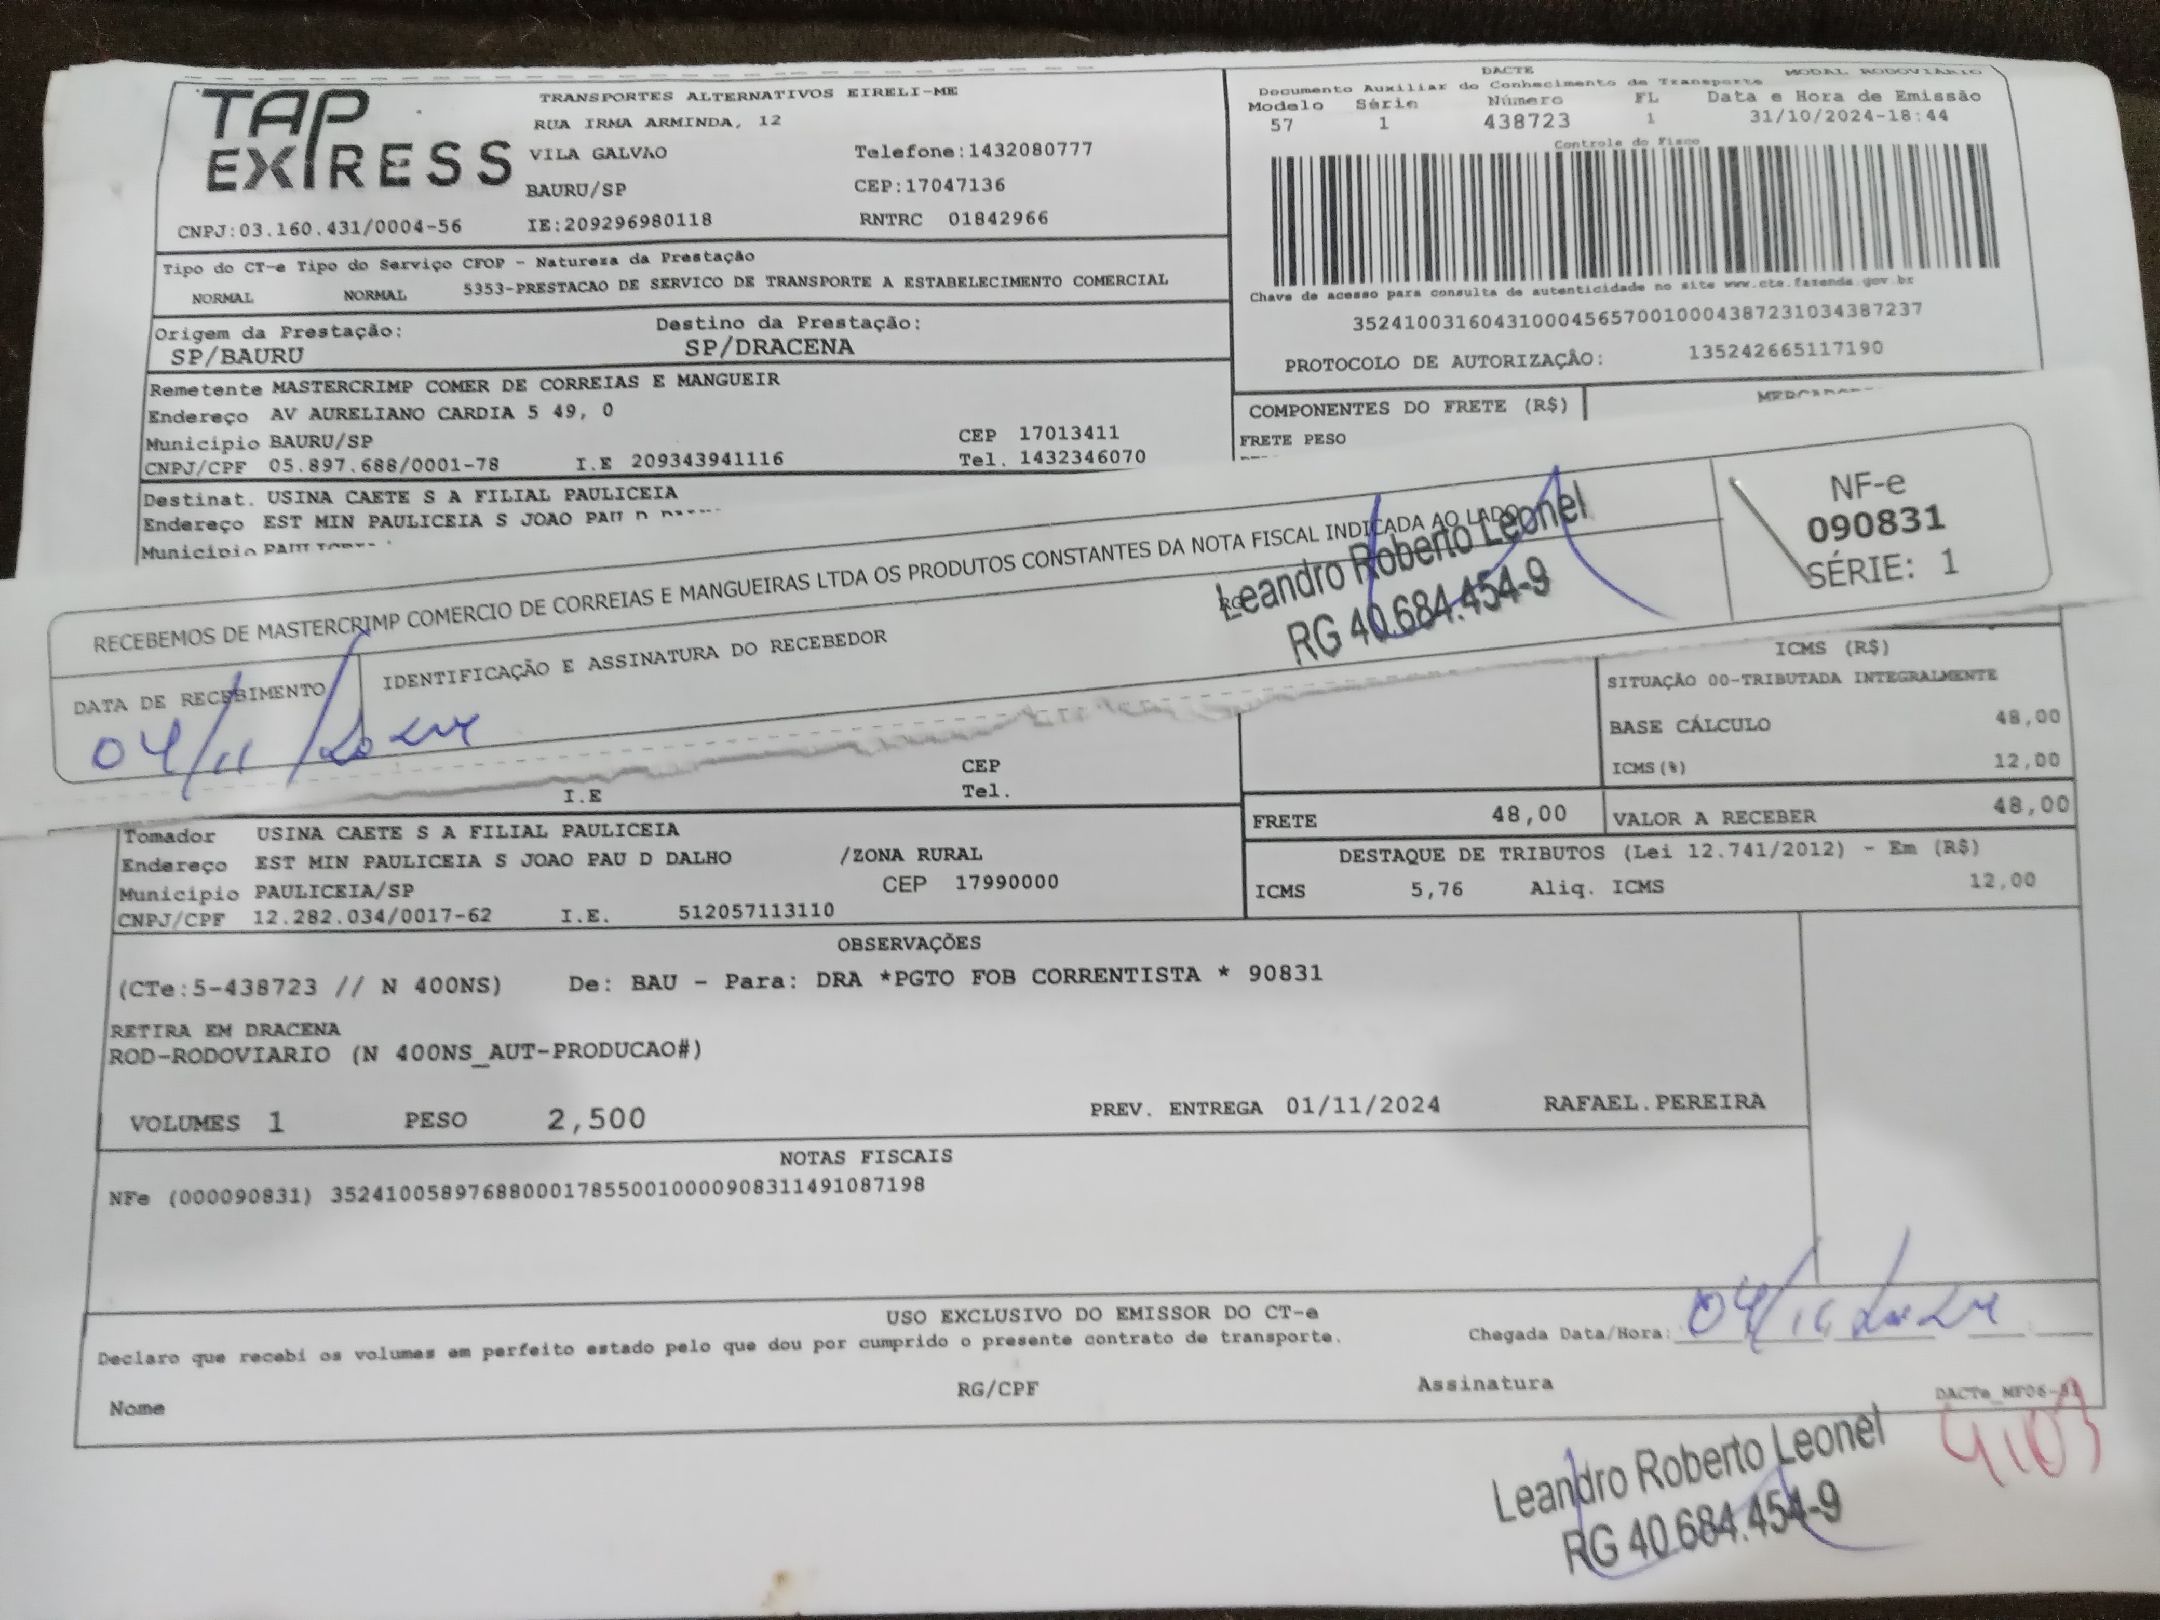 TAP EXPRESS
TRANSPORTES ALTERNATIVOS EIRELI-ME
RUA IRMA ARMINDA, 12
VILA GALVAO Telefone:1432080777
BAURU/SP CEP:17047136
CNPJ:03.160.431/0004-56 IE:209296980118 RNTRC 01842966
DACTE MODAL RODOVIÁRIO
Documento Auxiliar do Conhecimento de Transporte
Modelo Série Número FL Data e Hora de Emissão
57 1 438723 1 31/10/2024-18:44
Controle do Fisco
Chave de acesso para consulta de autenticidade no site www.cte.fazenda.gov.br
35241003160431000456570010004387231034387237
PROTOCOLO DE AUTORIZAÇÃO: 135242665117190
Tipo do CT-e Tipo do Serviço CFOP - Natureza da Prestação
NORMAL NORMAL 5353-PRESTACAO DE SERVICO DE TRANSPORTE A ESTABELECIMENTO COMERCIAL
Origem da Prestação: Destino da Prestação:
SP/BAURU SP/DRACENA
Remetente MASTERCRIMP COMER DE CORREIAS E MANGUEIR
Endereço AV AURELIANO CARDIA 5 49, 0
Município BAURU/SP CEP 17013411
CNPJ/CPF 05.897.688/0001-78 I.E 209343941116 Tel. 1432346070
COMPONENTES DO FRETE (R$)
FRETE PESO
Destinat. USINA CAETE S A FILIAL PAULICEIA
Endereço EST MIN PAULICEIA S JOAO PAU D
Município
RECEBEMOS DE MASTERCRIMP COMERCIO DE CORREIAS E MANGUEIRAS LTDA OS PRODUTOS CONSTANTES DA NOTA FISCAL INDICADA AO LADO
DATA DE RECEBIMENTO IDENTIFICAÇÃO E ASSINATURA DO RECEBEDOR
04/11/2024
Leandro Roberto Leonel
RG 40.684.454-9
NF-e
090831
SÉRIE: 1
ICMS (R$)
SITUAÇÃO 00-TRIBUTADA INTEGRALMENTE
BASE CÁLCULO 48,00
ICMS(%) 12,00
CEP
I.E Tel.
FRETE 48,00 VALOR A RECEBER 48,00
Tomador USINA CAETE S A FILIAL PAULICEIA
Endereço EST MIN PAULICEIA S JOAO PAU D DALHO /ZONA RURAL
Município PAULICEIA/SP CEP 17990000
CNPJ/CPF 12.282.034/0017-62 I.E. 512057113110
DESTAQUE DE TRIBUTOS (Lei 12.741/2012) - Em (R$)
ICMS 5,76 Aliq. ICMS 12,00
OBSERVAÇÕES
(CTe:5-438723 // N 400NS) De: BAU - Para: DRA *PGTO FOB CORRENTISTA * 90831
RETIRA EM DRACENA
ROD-RODOVIARIO (N 400NS_AUT-PRODUCAO#)
VOLUMES 1 PESO 2,500 PREV. ENTREGA 01/11/2024 RAFAEL.PEREIRA
NOTAS FISCAIS
NFe (000090831) 35241005897688000178550010000908311491087198
USO EXCLUSIVO DO EMISSOR DO CT-e
Declaro que recebi os volumes em perfeito estado pelo que dou por cumprido o presente contrato de transporte. Chegada Data/Hora: 04/11/2024
Nome RG/CPF Assinatura
Leandro Roberto Leonel
RG 40.684.454-9